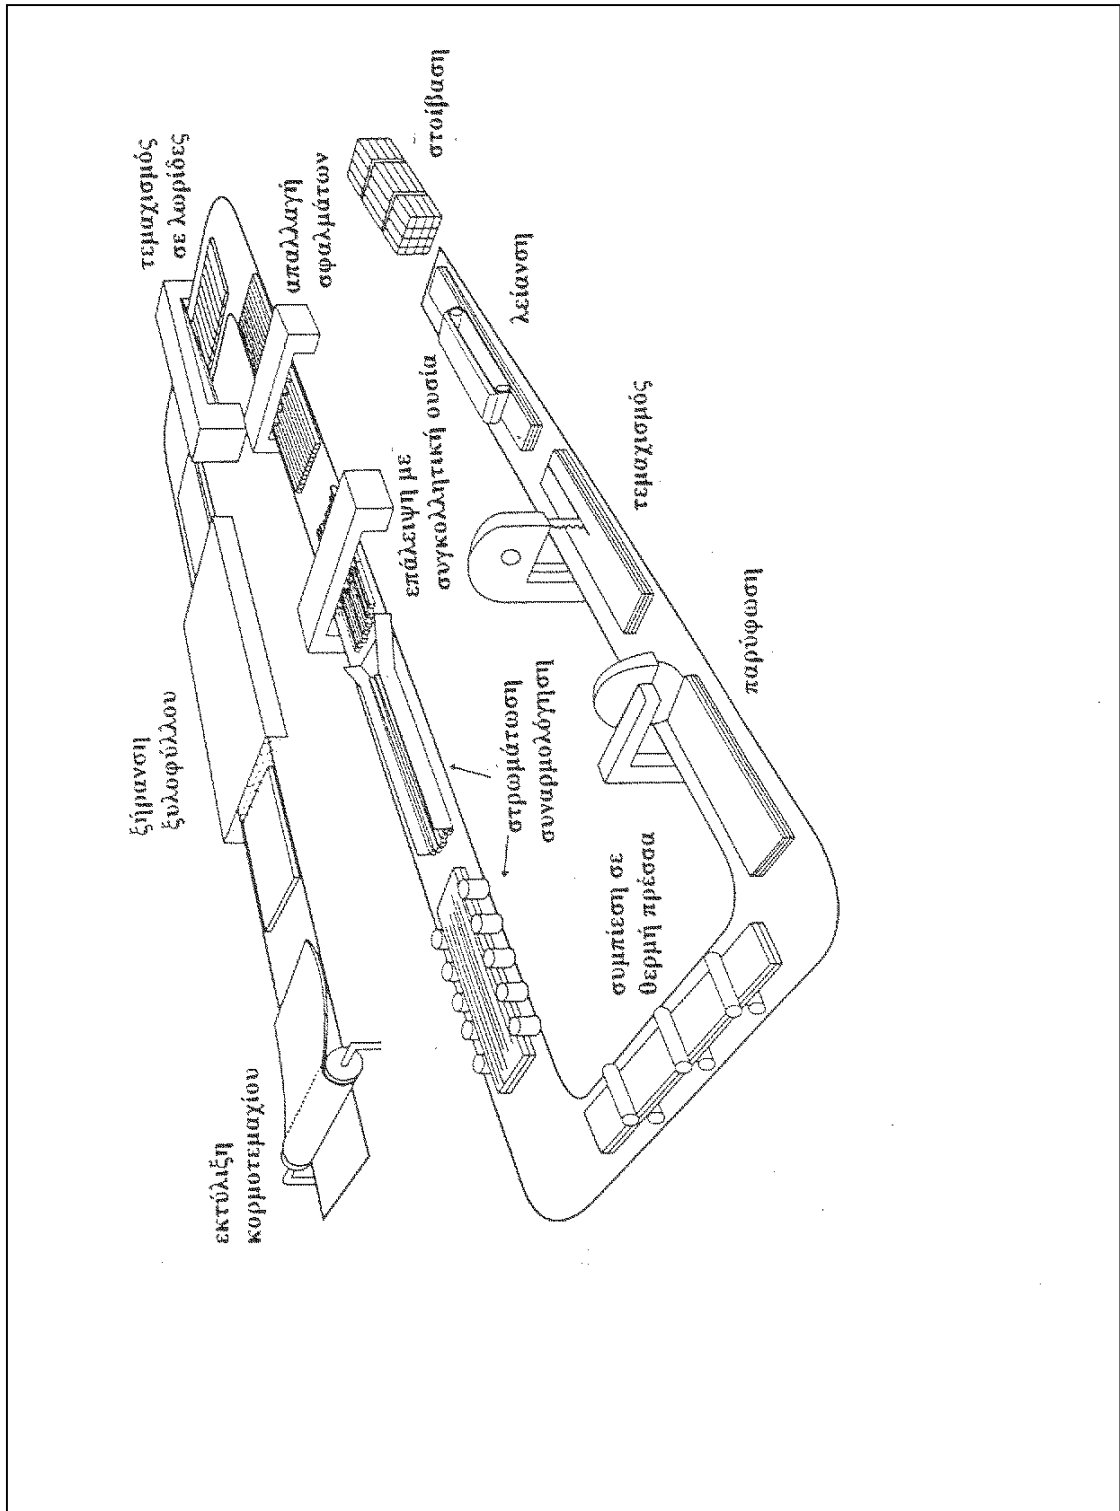 εκτύλιξη
κορμοτεμαχίου
ξήρανση
ξυλοφύλλου
τεμαχισμός
σε λωρίδες
απαλλαγή
σφαλμάτων
επάλειψη με
συγκολλητική ουσία
στρωμάτωση
συναρμολόγηση
συμπίεση σε
θερμή πρέσσα
παρύφωση
τεμαχισμός
λείανση
στοίβαση